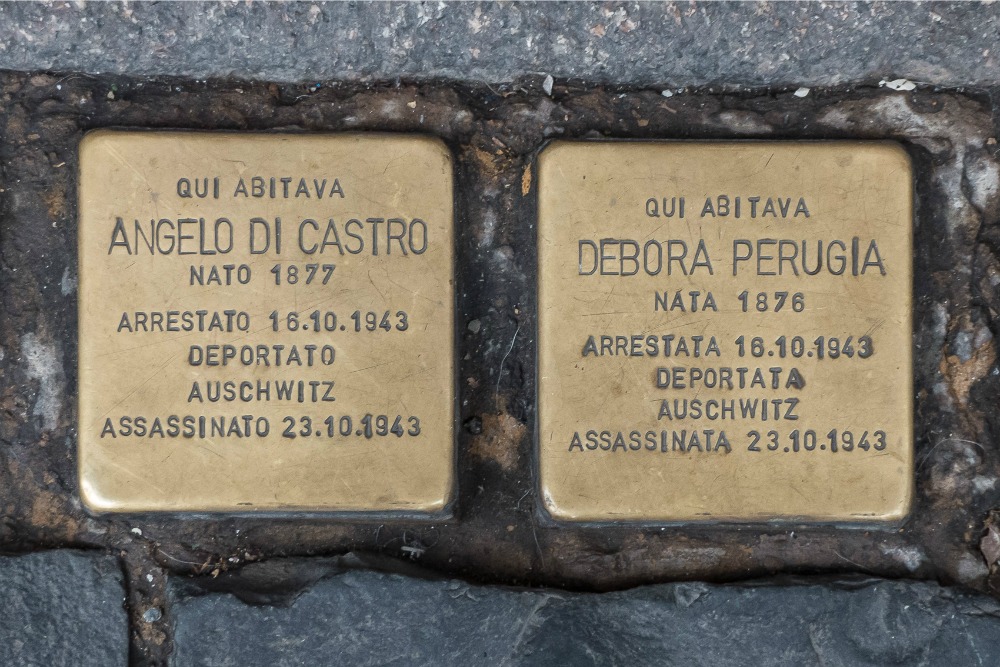 QUI ABITAVA
ANGELO DI CASTRO
NATO 1877
ARRESTATO 16.10.1943
DEPORTATO
AUSCHWITZ
ASSASSINATO 23.10.1943
QUI ABITAVA
DEBORA PERUGIA
NATA 1876
ARRESTATA 16.10.1943
DEPORTATA
AUSCHWITZ
ASSASSINATA 23.10.1943